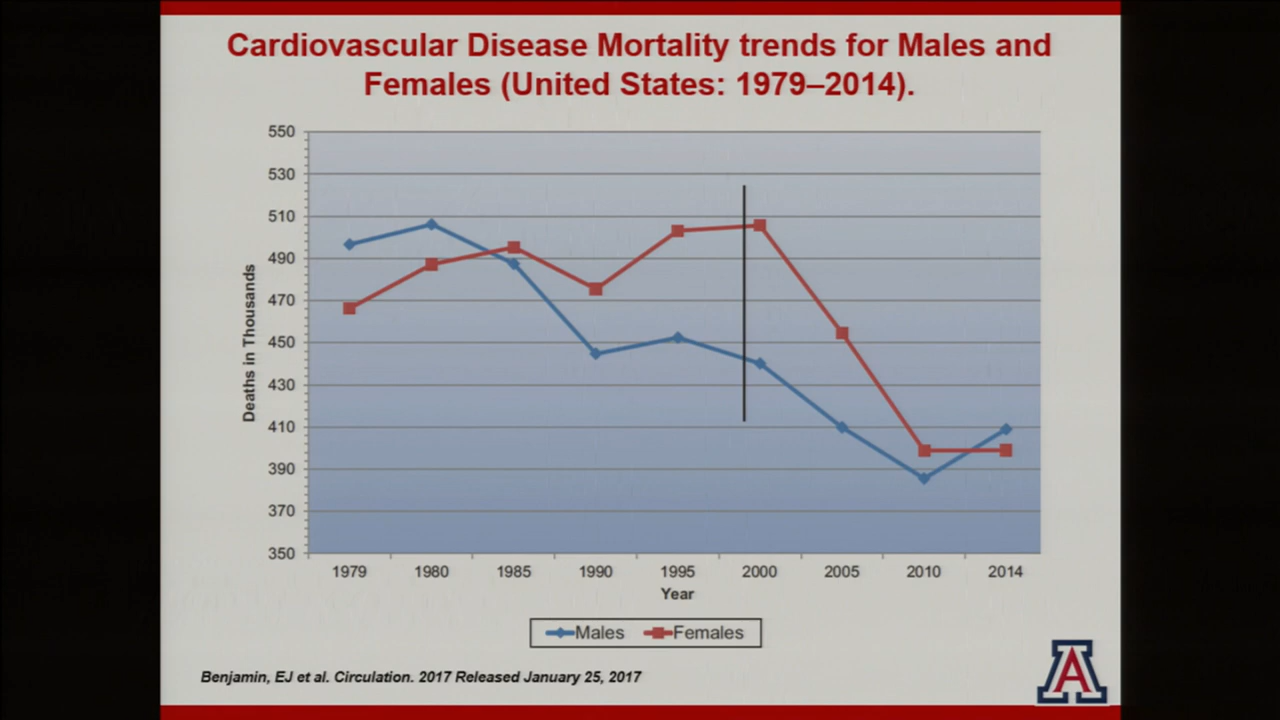 Cardiovascular Disease Mortality trends for Males and
Females (United States: 1979–2014).
550
530
510
490
470
450
430
410
390
370
350
Deaths in Thousands
1979 1980 1985 1990 1995 2000 2005 2010 2014
Year
Males Females
Benjamin, EJ et al. Circulation. 2017 Released January 25, 2017
A